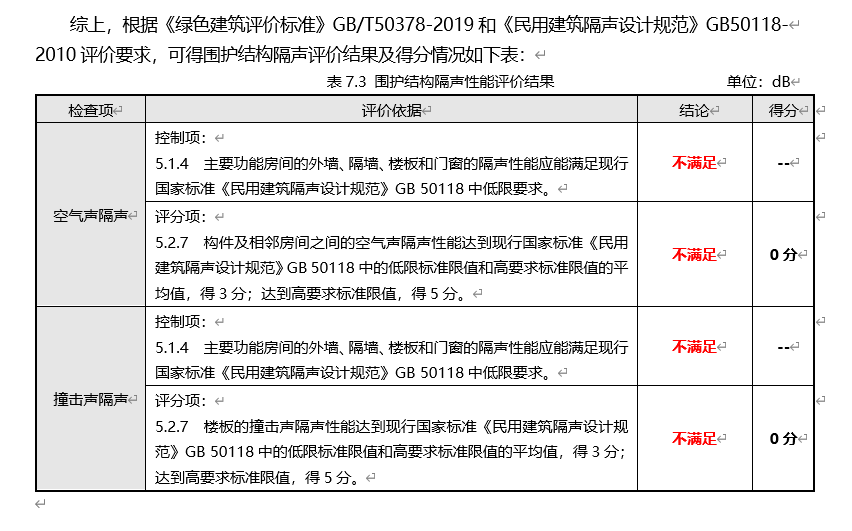 综上，根据《绿色建筑评价标准》GB/T50378-2019 和《民用建筑隔声设计规范》GB50118-
2010 评价要求，可得围护结构隔声评价结果及得分情况如下表：
表 7.3 围护结构隔声性能评价结果 单位：dB
检查项 评价依据 结论 得分
空气声隔声
控制项：
5.1.4 主要功能房间的外墙、隔墙、楼板和门窗的隔声性能应能满足现行
国家标准《民用建筑隔声设计规范》GB 50118 中低限要求。
不满足
--
评分项：
5.2.7 构件及相邻房间之间的空气声隔声性能达到现行国家标准《民用
建筑隔声设计规范》GB 50118 中的低限标准限值和高要求标准限值的平
均值，得 3 分；达到高要求标准限值，得 5 分。
不满足
0 分
撞击声隔声
控制项：
5.1.4 主要功能房间的外墙、隔墙、楼板和门窗的隔声性能应能满足现行
国家标准《民用建筑隔声设计规范》GB 50118 中低限要求。
不满足
--
评分项：
5.2.7 楼板的撞击声隔声性能达到现行国家标准《民用建筑隔声设计规
范》GB 50118 中的低限标准限值和高要求标准限值的平均值，得 3 分；
达到高要求标准限值，得 5 分。
不满足
0 分